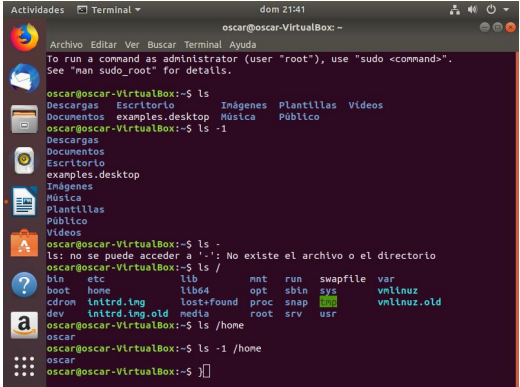 Actividades Terminal dom 21:41
oscar@oscar-VirtualBox: ~
Archivo Editar Ver Buscar Terminal Ayuda
To run a command as administrator (user "root"), use "sudo <command>".
See "man sudo_root" for details.
oscar@oscar-VirtualBox:~$ ls
Descargas Escritorio Imágenes Plantillas Vídeos
Documentos examples.desktop Música Público
oscar@oscar-VirtualBox:~$ ls -1
Descargas
Documentos
Escritorio
examples.desktop
Imágenes
Música
Plantillas
Público
Vídeos
oscar@oscar-VirtualBox:~$ ls -
ls: no se puede acceder a '-': No existe el archivo o el directorio
oscar@oscar-VirtualBox:~$ ls /
bin etc lib mnt run swapfile var
boot home lib64 opt sbin sys vmlinuz
cdrom initrd.img lost+found proc snap tmp vmlinuz.old
dev initrd.img.old media root srv usr
oscar@oscar-VirtualBox:~$ ls /home
oscar
oscar@oscar-VirtualBox:~$ ls -1 /home
oscar
oscar@oscar-VirtualBox:~$ }